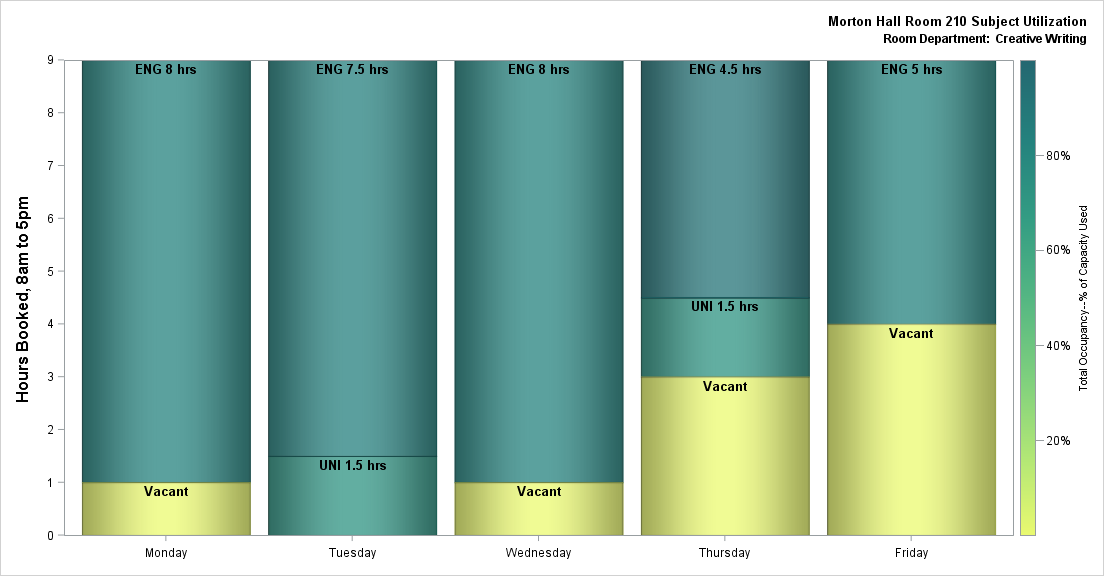 Morton Hall Room 210 Subject Utilization
Room Department: Creative Writing
Hours Booked, 8am to 5pm
9
8
7
6
5
4
3
2
1
0
ENG 8 hrs
Vacant
ENG 7.5 hrs
UNI 1.5 hrs
ENG 8 hrs
Vacant
ENG 4.5 hrs
UNI 1.5 hrs
Vacant
ENG 5 hrs
Vacant
Monday
Tuesday
Wednesday
Thursday
Friday
80%
60%
40%
20%
Total Occupancy--% of Capacity Used